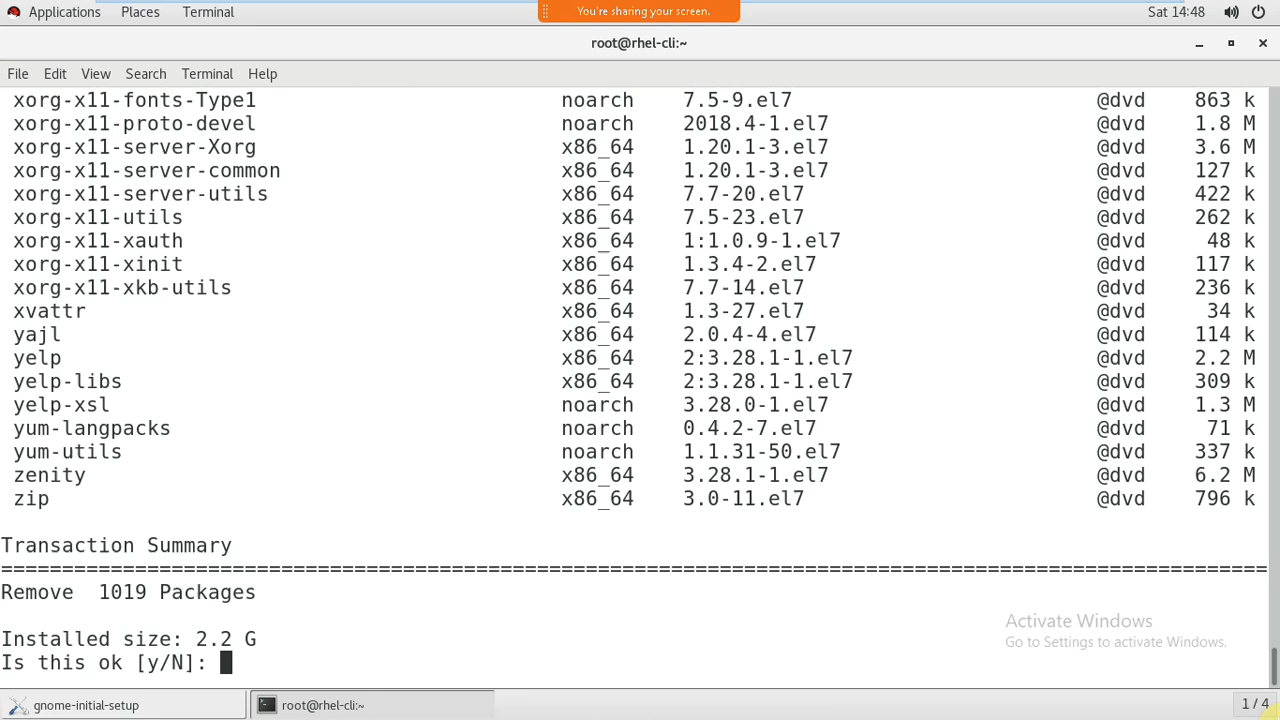 Applications Places Terminal You're sharing your screen. Sat 14:48
root@rhel-cli:~
File Edit View Search Terminal Help
xorg-x11-fonts-Type1 noarch 7.5-9.el7 @dvd 863 k
xorg-x11-proto-devel noarch 2018.4-1.el7 @dvd 1.8 M
xorg-x11-server-Xorg x86_64 1.20.1-3.el7 @dvd 3.6 M
xorg-x11-server-common x86_64 1.20.1-3.el7 @dvd 127 k
xorg-x11-server-utils x86_64 7.7-20.el7 @dvd 422 k
xorg-x11-utils x86_64 7.5-23.el7 @dvd 262 k
xorg-x11-xauth x86_64 1:1.0.9-1.el7 @dvd 48 k
xorg-x11-xinit x86_64 1.3.4-2.el7 @dvd 117 k
xorg-x11-xkb-utils x86_64 7.7-14.el7 @dvd 236 k
xvattr x86_64 1.3-27.el7 @dvd 34 k
yajl x86_64 2.0.4-4.el7 @dvd 114 k
yelp x86_64 2:3.28.1-1.el7 @dvd 2.2 M
yelp-libs x86_64 2:3.28.1-1.el7 @dvd 309 k
yelp-xsl noarch 3.28.0-1.el7 @dvd 1.3 M
yum-langpacks noarch 0.4.2-7.el7 @dvd 71 k
yum-utils noarch 1.1.31-50.el7 @dvd 337 k
zenity x86_64 3.28.1-1.el7 @dvd 6.2 M
zip x86_64 3.0-11.el7 @dvd 796 k
Transaction Summary
========================================================================================================
Remove 1019 Packages
Installed size: 2.2 G
Is this ok [y/N]:
Activate Windows
Go to Settings to activate Windows.
gnome-initial-setup root@rhel-cli:~ 1 / 4